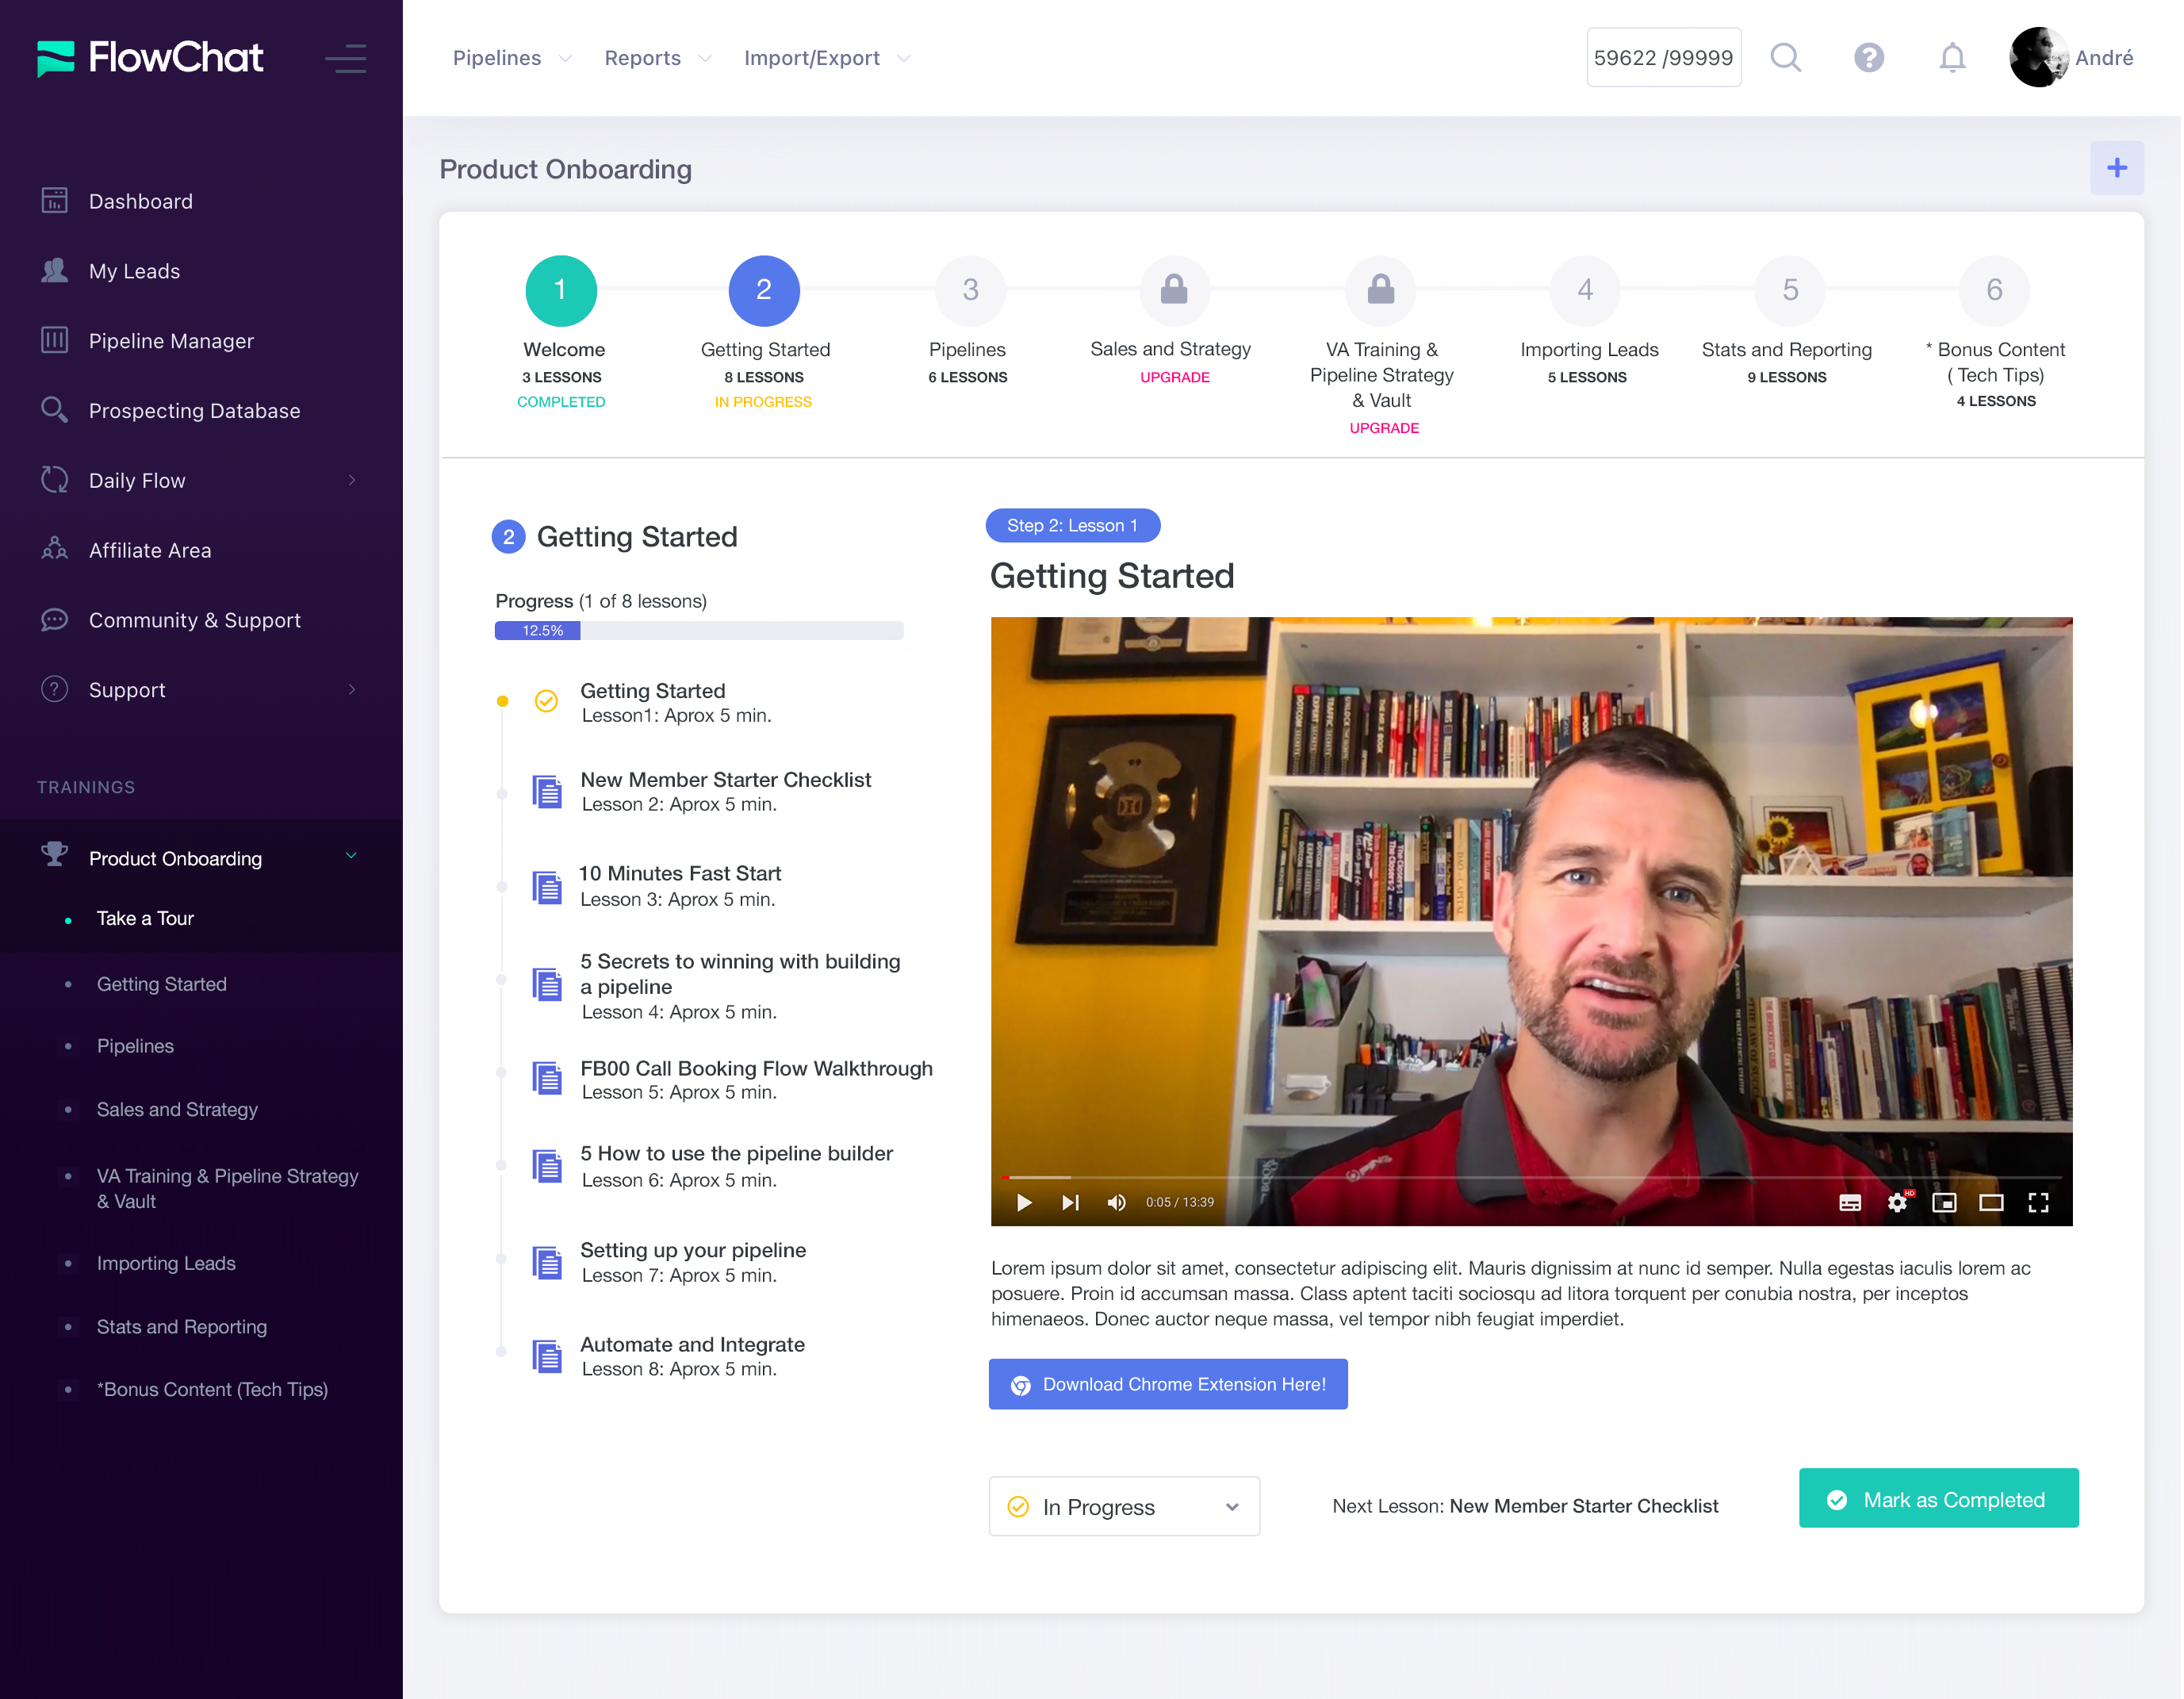 FlowChat
Pipelines
Reports
Import/Export
59622 /99999
André
Dashboard
My Leads
Pipeline Manager
Prospecting Database
Daily Flow
Affiliate Area
Community & Support
Support
TRAININGS
Product Onboarding
Take a Tour
Getting Started
Pipelines
Sales and Strategy
VA Training & Pipeline Strategy
& Vault
Importing Leads
Stats and Reporting
*Bonus Content (Tech Tips)
Product Onboarding
1
Welcome
3 LESSONS
COMPLETED
2
Getting Started
8 LESSONS
IN PROGRESS
3
Pipelines
6 LESSONS
Sales and Strategy
UPGRADE
VA Training &
Pipeline Strategy
& Vault
UPGRADE
4
Importing Leads
5 LESSONS
5
Stats and Reporting
9 LESSONS
6
* Bonus Content
( Tech Tips)
4 LESSONS
2 Getting Started
Progress (1 of 8 lessons)
12.5%
Getting Started
Lesson1: Aprox 5 min.
New Member Starter Checklist
Lesson 2: Aprox 5 min.
10 Minutes Fast Start
Lesson 3: Aprox 5 min.
5 Secrets to winning with building
a pipeline
Lesson 4: Aprox 5 min.
FB00 Call Booking Flow Walkthrough
Lesson 5: Aprox 5 min.
5 How to use the pipeline builder
Lesson 6: Aprox 5 min.
Setting up your pipeline
Lesson 7: Aprox 5 min.
Automate and Integrate
Lesson 8: Aprox 5 min.
Step 2: Lesson 1
Getting Started
0:05 / 13:39
HD
Lorem ipsum dolor sit amet, consectetur adipiscing elit. Mauris dignissim at nunc id semper. Nulla egestas iaculis lorem ac
posuere. Proin id accumsan massa. Class aptent taciti sociosqu ad litora torquent per conubia nostra, per inceptos
himenaeos. Donec auctor neque massa, vel tempor nibh feugiat imperdiet.
Download Chrome Extension Here!
In Progress
Next Lesson: New Member Starter Checklist
Mark as Completed